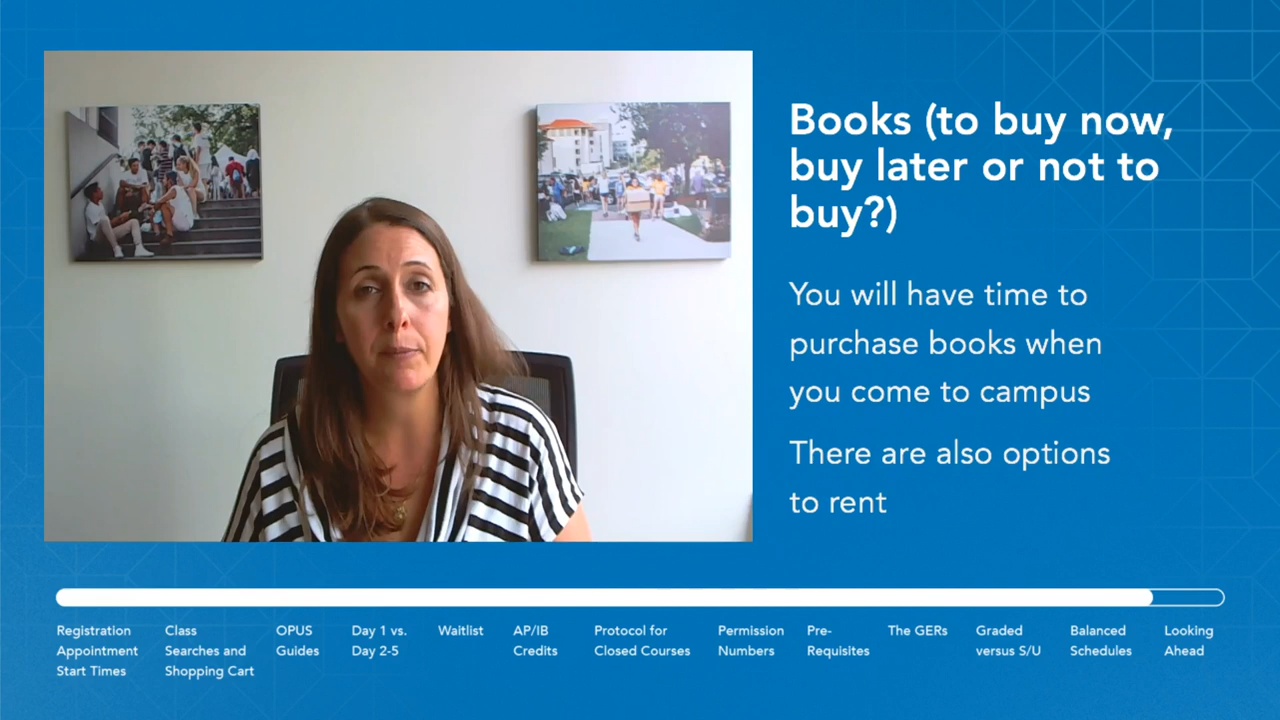 Books (to buy now,
buy later or not to
buy?)
You will have time to
purchase books when
you come to campus
There are also options
to rent
Registration
Appointment
Start Times
Class
Searches and
Shopping Cart
OPUS
Guides
Day 1 vs.
Day 2-5
Waitlist
AP/IB
Credits
Protocol for
Closed Courses
Permission
Numbers
Pre-
Requisites
The GERs
Graded
versus S/U
Balanced
Schedules
Looking
Ahead